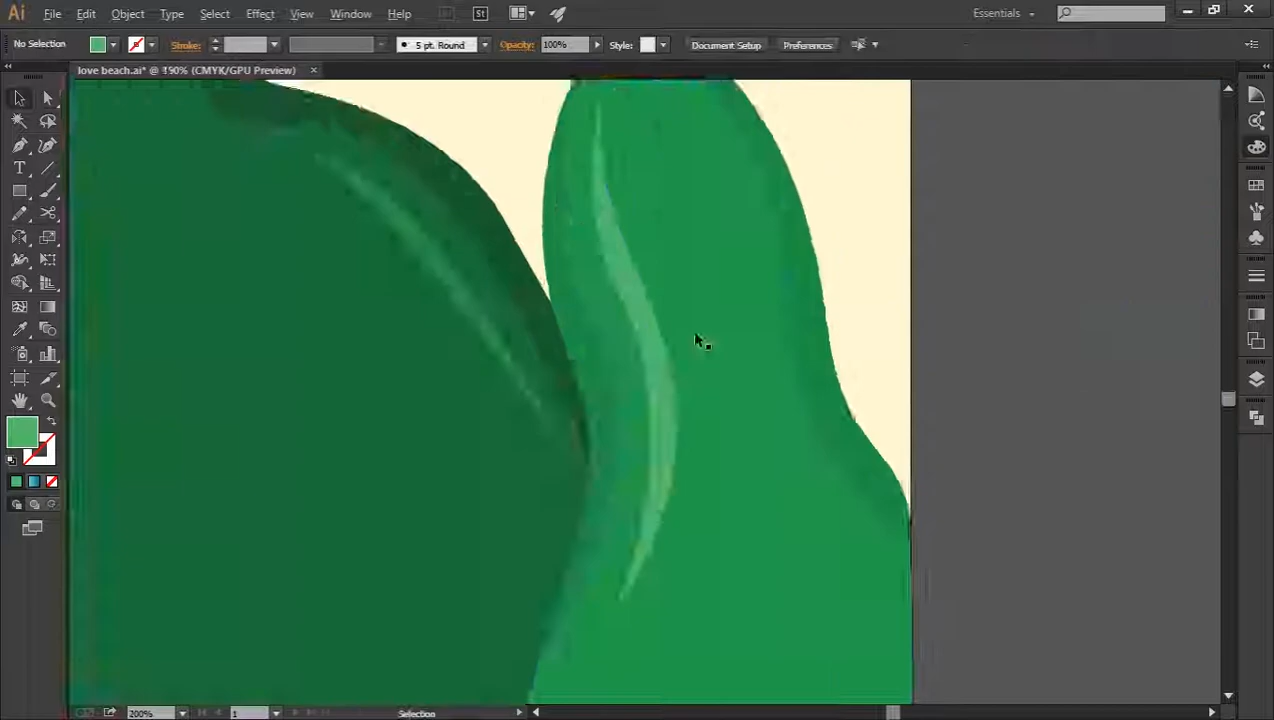 Ai File Edit Object Type Select Effect View Window Help St Essentials
No Selection Stroke: 5 pt. Round Opacity: 100% Style: Document Setup Preferences
love beach.ai* @ 190% (CMYK/GPU Preview) ×
T
200% 1 Selection